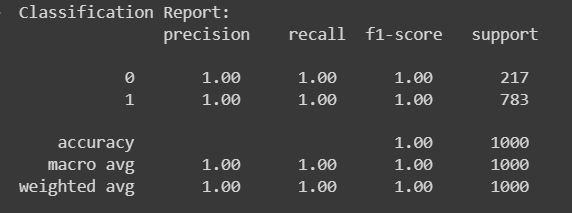 Classification Report:
precision recall f1-score support
0 1.00 1.00 1.00 217
1 1.00 1.00 1.00 783
accuracy 1.00 1000
macro avg 1.00 1.00 1.00 1000
weighted avg 1.00 1.00 1.00 1000